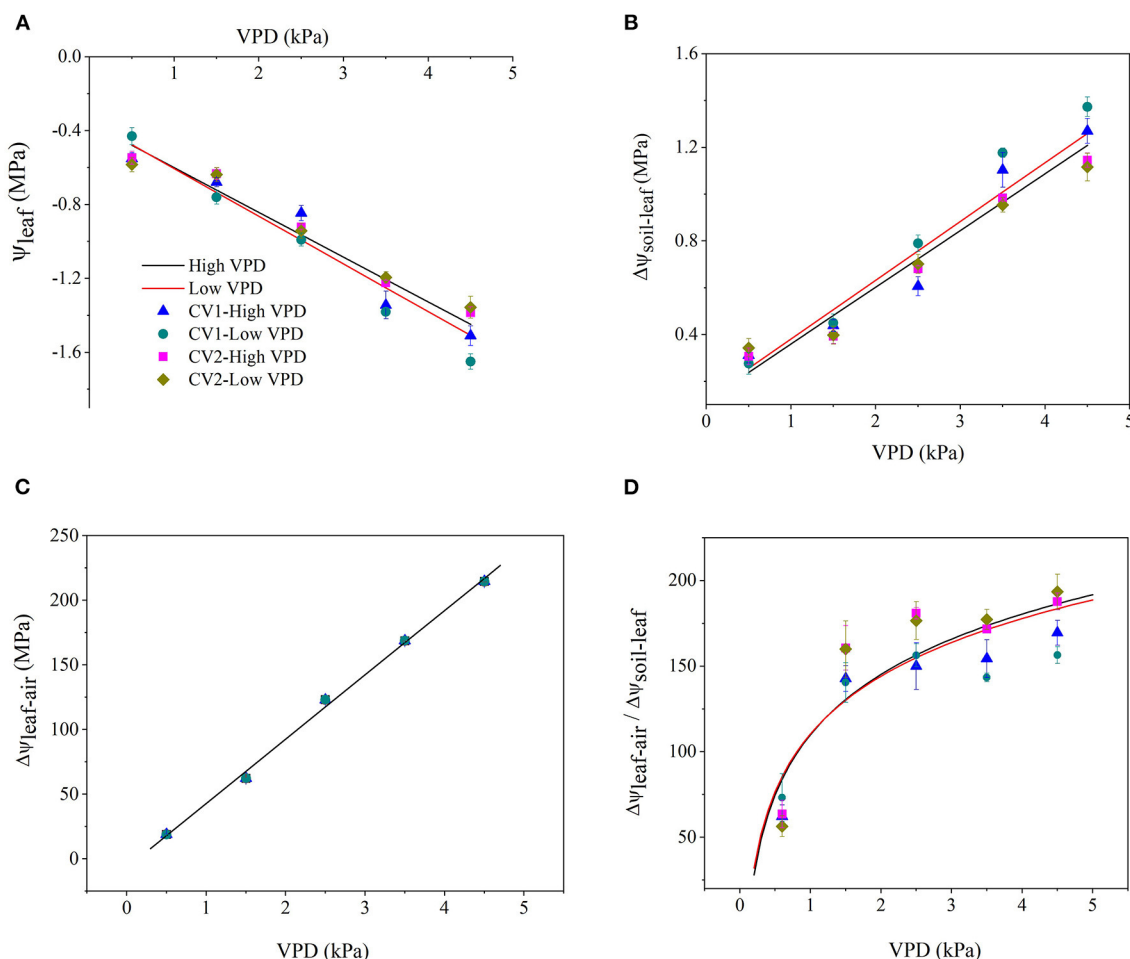 A
VPD (kPa)
1 2 3 4 5
0.0
-0.4
-0.8
-1.2
-1.6
Ψleaf (MPa)
High VPD
Low VPD
CV1-High VPD
CV1-Low VPD
CV2-High VPD
CV2-Low VPD
B
1.6
1.2
0.8
0.4
Δψsoil-leaf (MPa)
0 1 2 3 4 5
VPD (kPa)
C
250
200
150
100
50
0
Δψleaf-air (MPa)
0 1 2 3 4 5
VPD (kPa)
D
200
150
100
50
Δψleaf-air / Δψsoil-leaf
0 1 2 3 4 5
VPD (kPa)